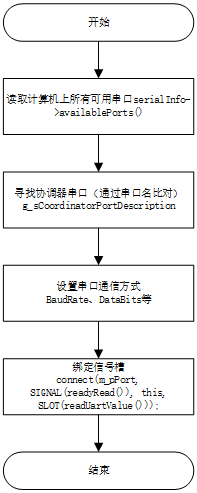 开始
读取计算机上所有可用串口serialInfo-
>availablePorts()
寻找协调器串口（通过串口名比对）
g_sCoordinatorPortDescription
设置串口通信方式
BaudRate、DataBits等
绑定信号槽
connect(m_pPort,
SIGNAL(readyRead()), this,
SLOT(readUartValue()));
结束